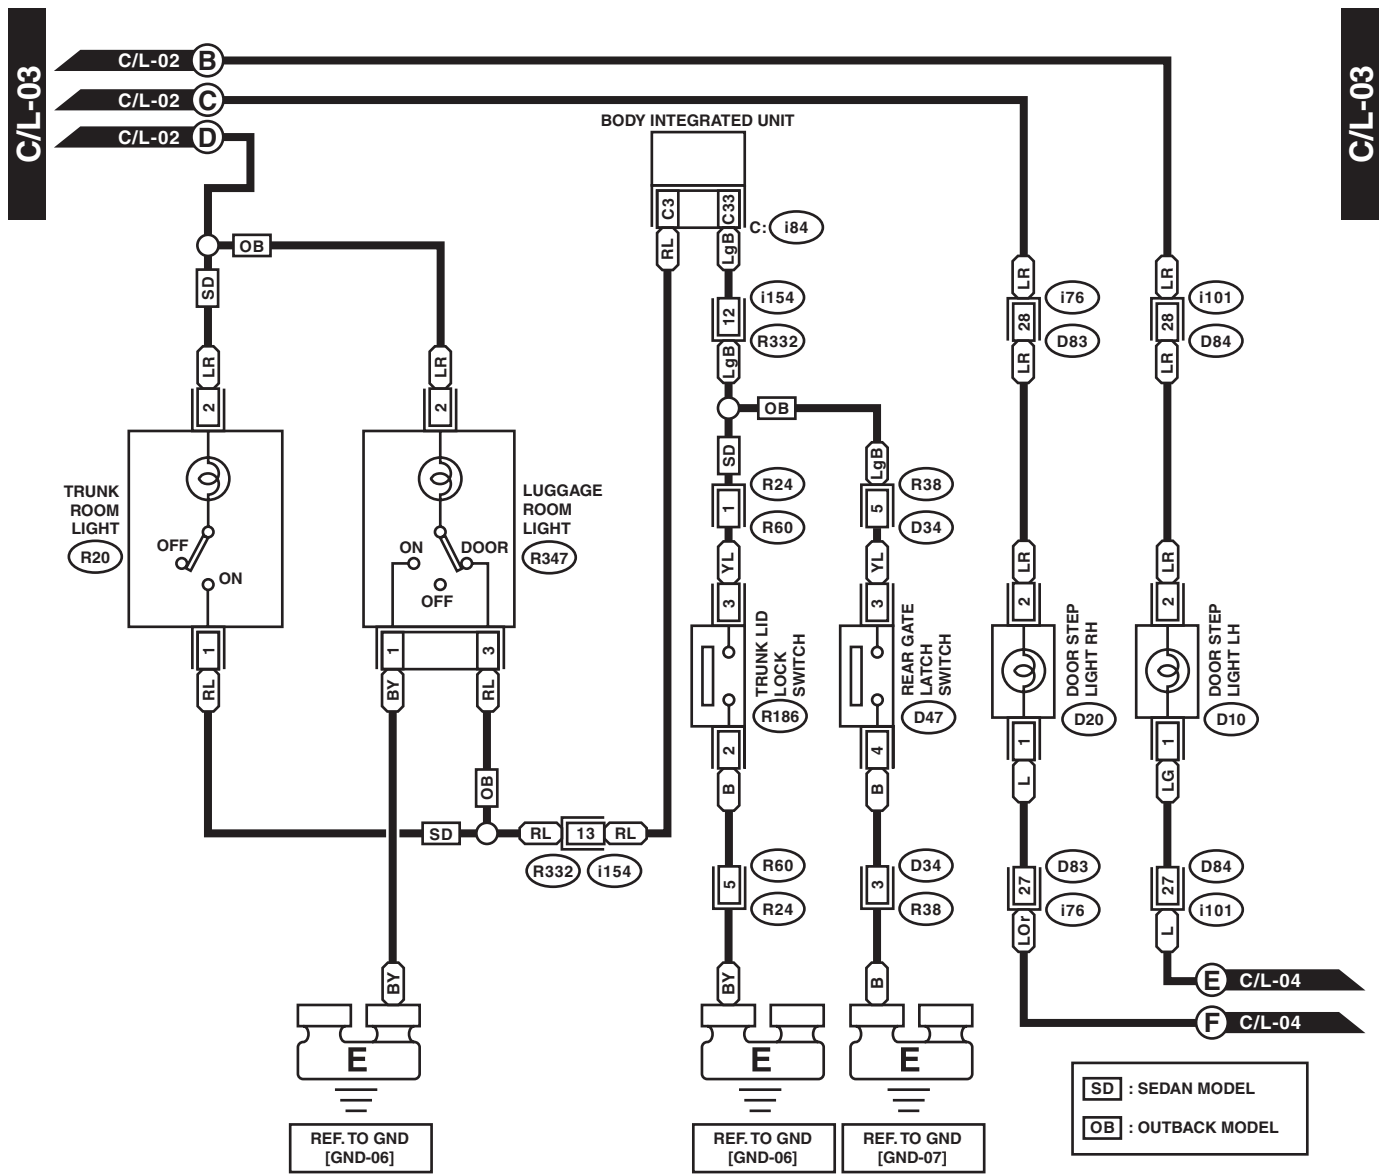 C/L-03
C/L-03
C/L-02 B
C/L-02 C
C/L-02 D
BODY INTEGRATED UNIT
C3
C33
C: i84
RL
LgB
OB
SD
LR
LR
i76
i101
i154
28
28
12
D83
D84
R332
LR
LR
LgB
LR
LR
2
2
OB
SD
LgB
TRUNK
ROOM
LIGHT
R20
OFF
ON
LUGGAGE
ROOM
LIGHT
R347
ON
DOOR
OFF
R24
1
R60
R38
5
D34
YL
YL
LR
LR
3
3
2
2
TRUNK LID
LOCK
SWITCH
R186
REAR GATE
LATCH
SWITCH
D47
DOOR STEP
LIGHT RH
D20
DOOR STEP
LIGHT LH
D10
1
1
3
RL
BY
RL
2
4
1
1
B
B
L
LG
OB
SD
RL
13
RL
R332
i154
R60
5
R24
D34
3
R38
D83
27
i76
D84
27
i101
LOr
L
BY
BY
B
E C/L-04
F C/L-04
E
E
E
REF. TO GND
[GND-06]
REF. TO GND
[GND-06]
REF. TO GND
[GND-07]
SD : SEDAN MODEL
OB : OUTBACK MODEL